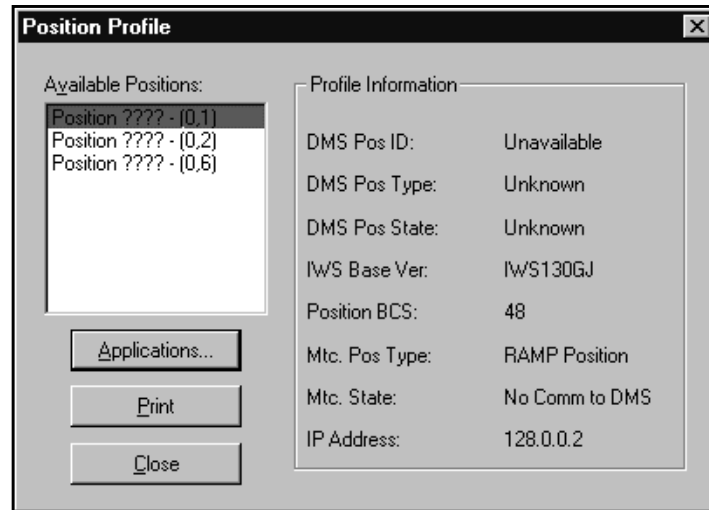 Position Profile
Available Positions:
Position ???? - (0,1)
Position ???? - (0,2)
Position ???? - (0,6)
Applications...
Print
Close
Profile Information
DMS Pos ID: Unavailable
DMS Pos Type: Unknown
DMS Pos State: Unknown
IWS Base Ver: IWS130GJ
Position BCS: 48
Mtc. Pos Type: RAMP Position
Mtc. State: No Comm to DMS
IP Address: 128.0.0.2